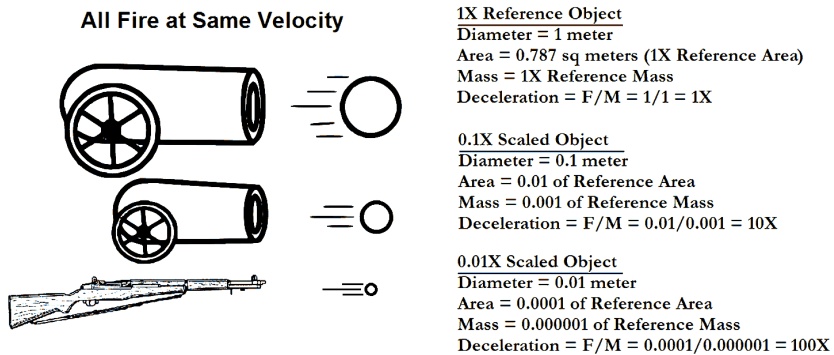 All Fire at Same Velocity
1X Reference Object
Diameter = 1 meter
Area = 0.787 sq meters (1X Reference Area)
Mass = 1X Reference Mass
Deceleration = F/M = 1/1 = 1X
0.1X Scaled Object
Diameter = 0.1 meter
Area = 0.01 of Reference Area
Mass = 0.001 of Reference Mass
Deceleration = F/M = 0.01/0.001 = 10X
0.01X Scaled Object
Diameter = 0.01 meter
Area = 0.0001 of Reference Area
Mass = 0.000001 of Reference Mass
Deceleration = F/M = 0.0001/0.000001 = 100X